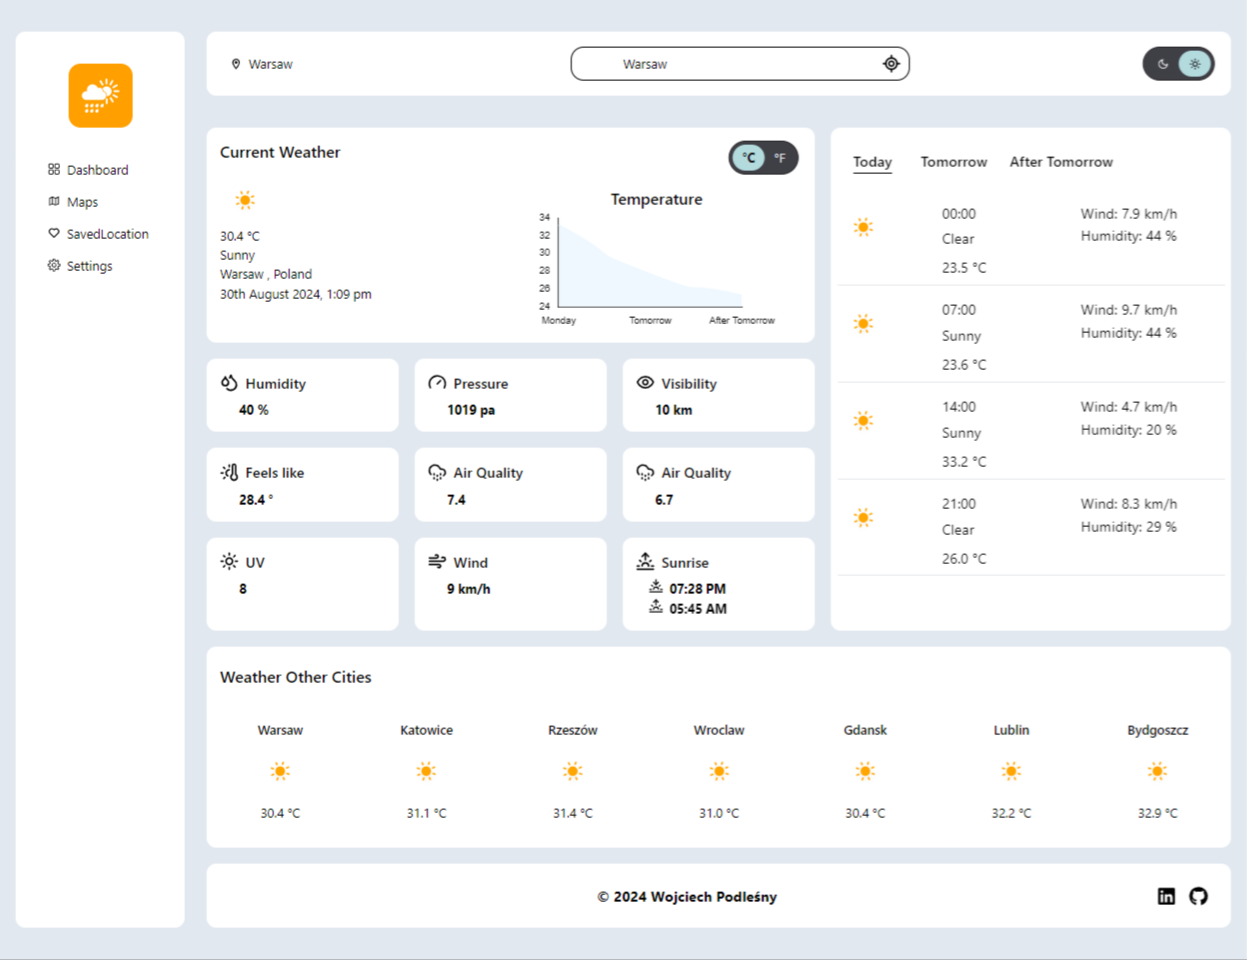 Dashboard
Maps
SavedLocation
Settings
Warsaw
Warsaw
Current Weather
°C °F
30.4 °C
Sunny
Warsaw , Poland
30th August 2024, 1:09 pm
Temperature
34
32
30
28
26
24
Monday Tomorrow After Tomorrow
Humidity
40 %
Pressure
1019 pa
Visibility
10 km
Feels like
28.4 °
Air Quality
7.4
Air Quality
6.7
UV
8
Wind
9 km/h
Sunrise
07:28 PM
05:45 AM
Today Tomorrow After Tomorrow
00:00
Clear
23.5 °C
Wind: 7.9 km/h
Humidity: 44 %
07:00
Sunny
23.6 °C
Wind: 9.7 km/h
Humidity: 44 %
14:00
Sunny
33.2 °C
Wind: 4.7 km/h
Humidity: 20 %
21:00
Clear
26.0 °C
Wind: 8.3 km/h
Humidity: 29 %
Weather Other Cities
Warsaw Katowice Rzeszów Wroclaw Gdansk Lublin Bydgoszcz
30.4 °C 31.1 °C 31.4 °C 31.0 °C 30.4 °C 32.2 °C 32.9 °C
© 2024 Wojciech Podleśny